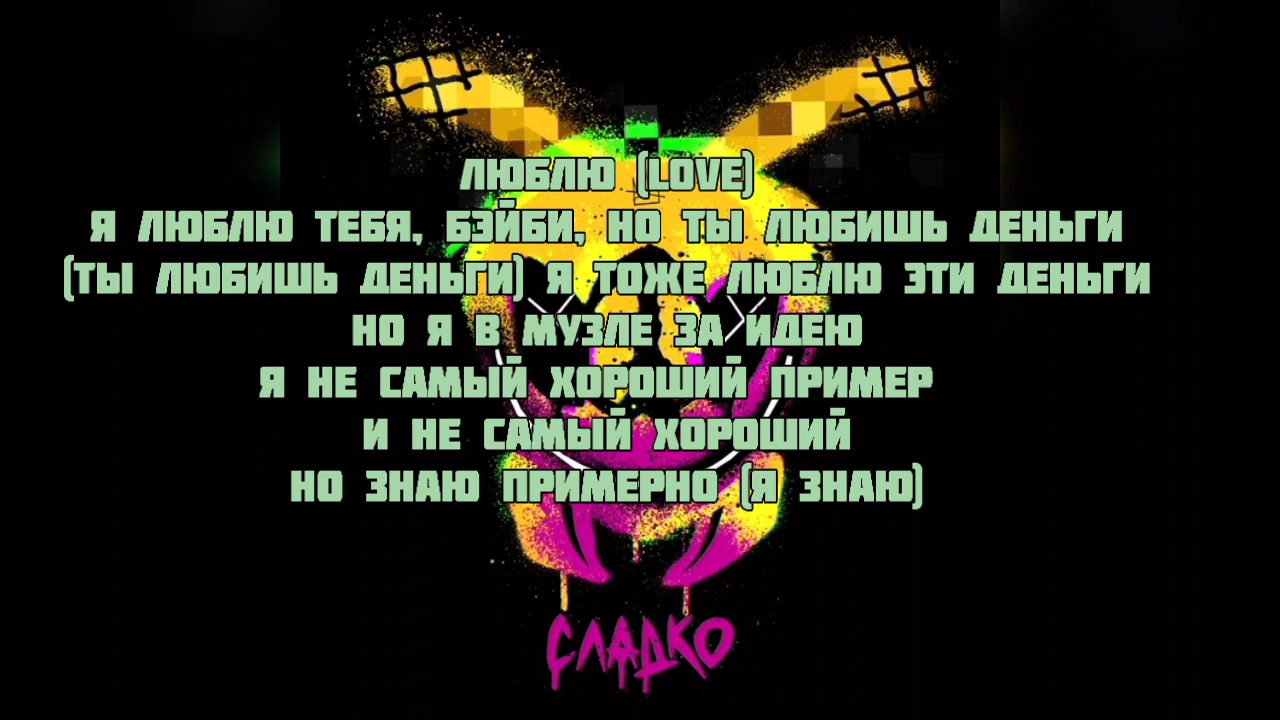 ЛЮБЛЮ (LOVE)
Я ЛЮБЛЮ ТЕБЯ, БЭЙБИ, НО ТЫ ЛЮБИШЬ ДЕНЬГИ
(ТЫ ЛЮБИШЬ ДЕНЬГИ) Я ТОЖЕ ЛЮБЛЮ ЭТИ ДЕНЬГИ
НО Я В МУЗЛЕ ЗА ИДЕЮ
Я НЕ САМЫЙ ХОРОШИЙ ПРИМЕР
И НЕ САМЫЙ ХОРОШИЙ
НО ЗНАЮ ПРИМЕРНО (Я ЗНАЮ)
СЛАДКО